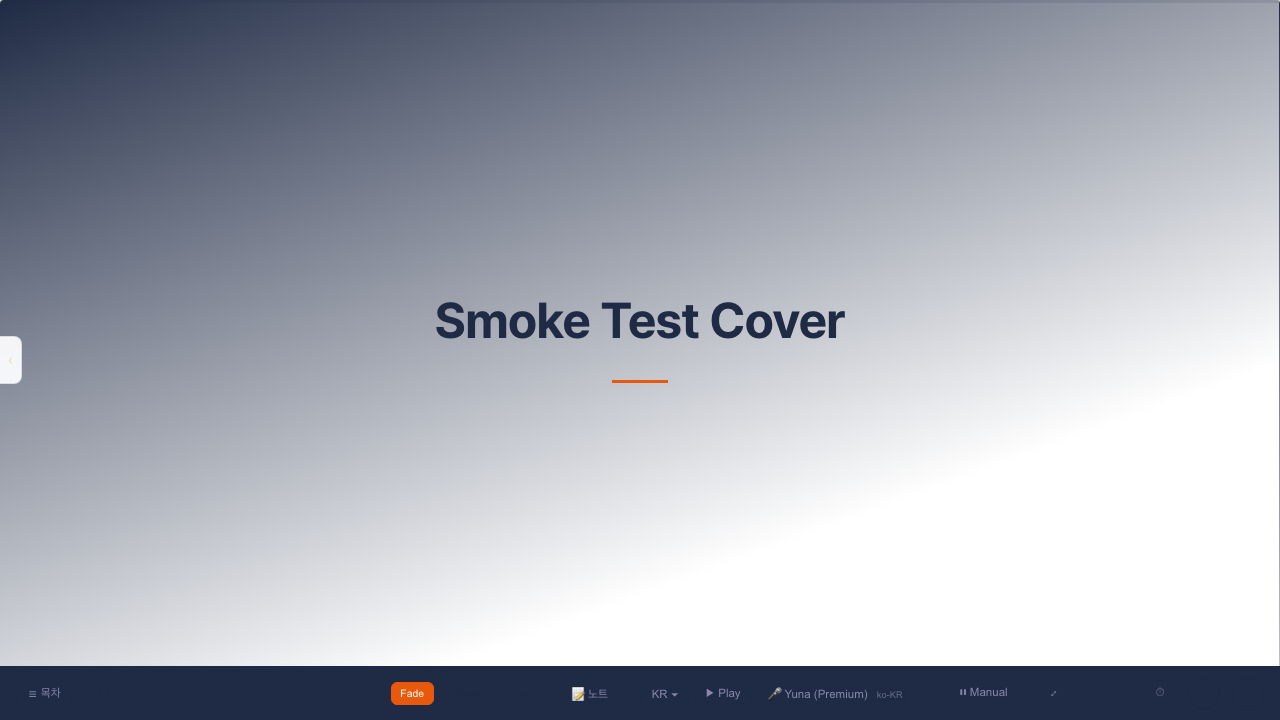 Smoke Test Cover
☰ 목차
Fade
📝 노트
KR
Play
🎤 Yuna (Premium) ko-KR
Manual